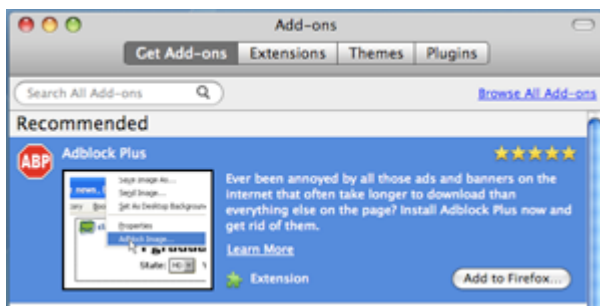 Add-ons
Get Add-ons Extensions Themes Plugins
Search All Add-ons Browse All Add-ons
Recommended
ABP Adblock Plus
Save Image As...
Send Image...
Set As Desktop Background
Properties
Adblock Image...
State:
Ever been annoyed by all those ads and banners on the
internet that often take longer to download than
everything else on the page? Install Adblock Plus now and
get rid of them.
Learn More
Extension Add to Firefox...